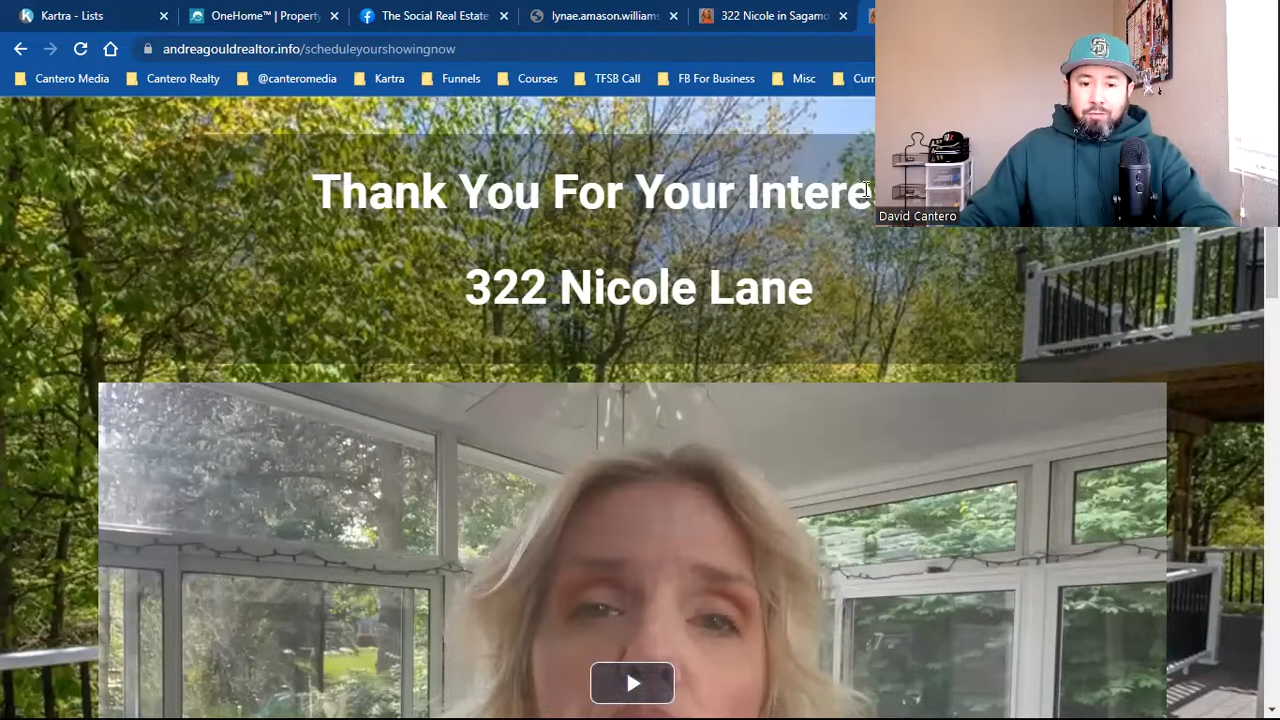 Kartra - Lists
OneHome™ | Property
The Social Real Estate
lynae.amason.williams
322 Nicole in Sagamo
andreagouldrealtor.info/scheduleyourshowingnow
Cantero Media
Cantero Realty
@canteromedia
Kartra
Funnels
Courses
TFSB Call
FB For Business
Misc
Curr
David Cantero
Thank You For Your Intere
322 Nicole Lane